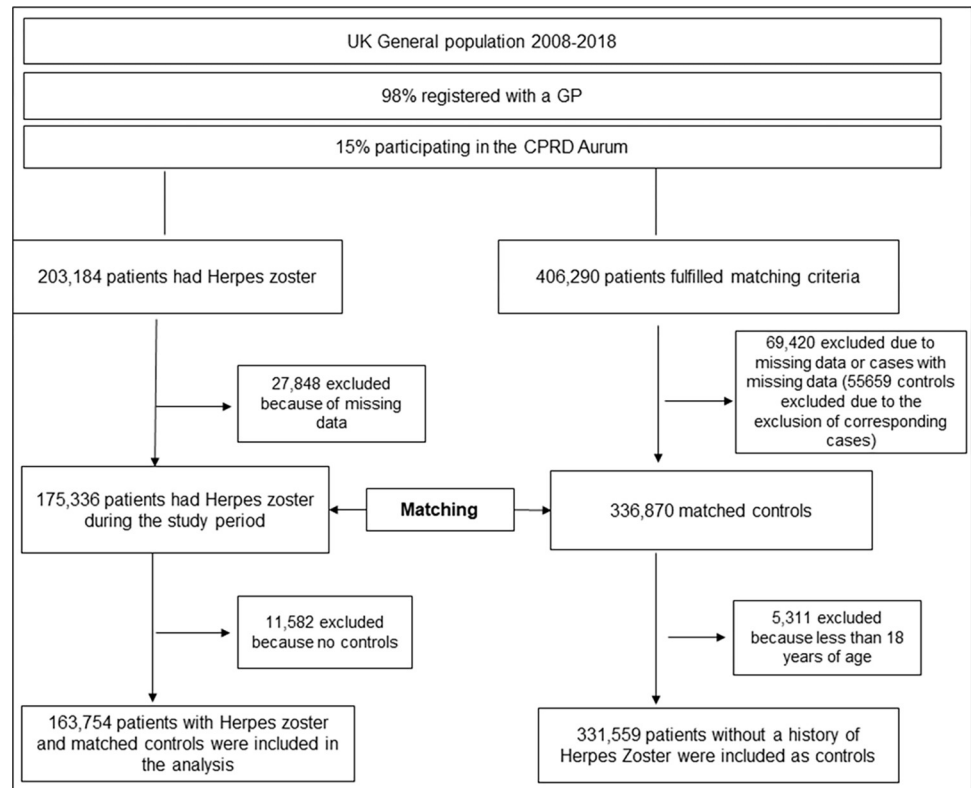 UK General population 2008-2018
98% registered with a GP
15% participating in the CPRD Aurum
203,184 patients had Herpes zoster
406,290 patients fulfilled matching criteria
27,848 excluded
because of missing
data
69,420 excluded due to
missing data or cases with
missing data (55659 controls
excluded due to the
exclusion of corresponding
cases)
175,336 patients had Herpes zoster
during the study period
Matching
336,870 matched controls
11,582 excluded
because no controls
5,311 excluded
because less than 18
years of age
163,754 patients with Herpes zoster
and matched controls were included in
the analysis
331,559 patients without a history of
Herpes Zoster were included as controls